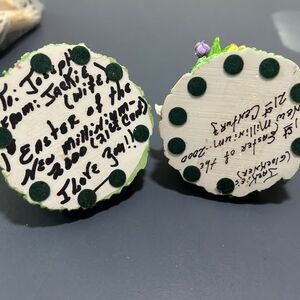 To: Joseph
From: Jackie
(Wife)
1 Easter of the
New Millinium-
2000 (21st Cent)
I Love You!!
1st Easter of the
New Millinium-2000
21st Century
Jackie